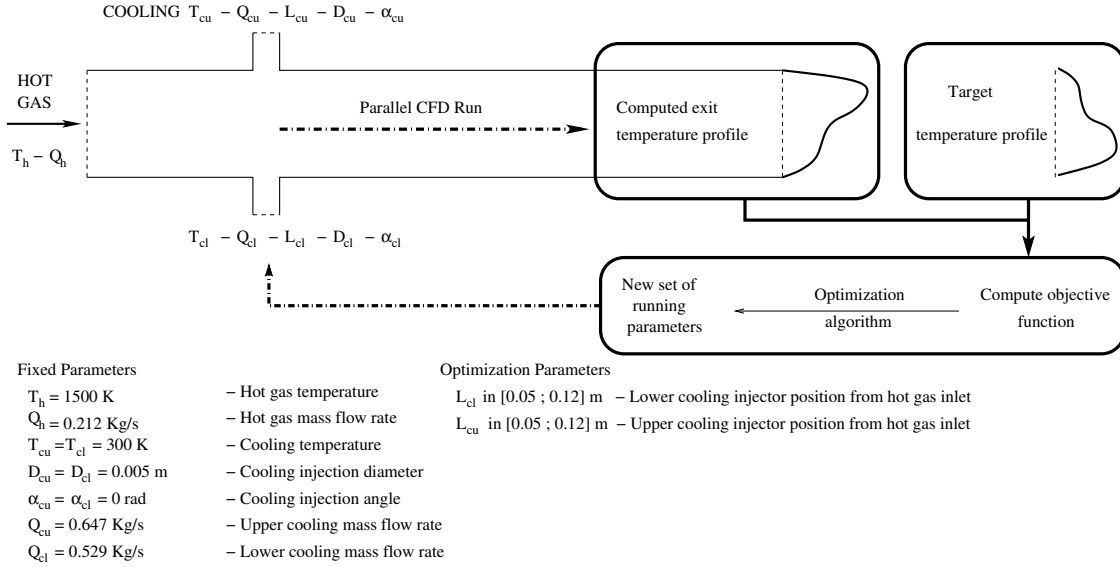 COOLING T_cu − Q_cu − L_cu − D_cu − α_cu
HOT
GAS
T_h − Q_h
Parallel CFD Run
Computed exit
temperature profile
Target
temperature profile
T_cl − Q_cl − L_cl − D_cl − α_cl
New set of
running
parameters
Optimization
algorithm
Compute objective
function
Fixed Parameters
T_h = 1500 K − Hot gas temperature
Q_h = 0.212 Kg/s − Hot gas mass flow rate
T_cu = T_cl = 300 K − Cooling temperature
D_cu = D_cl = 0.005 m − Cooling injection diameter
α_cu = α_cl = 0 rad − Cooling injection angle
Q_cu = 0.647 Kg/s − Upper cooling mass flow rate
Q_cl = 0.529 Kg/s − Lower cooling mass flow rate
Optimization Parameters
L_cl in [0.05 ; 0.12] m − Lower cooling injector position from hot gas inlet
L_cu in [0.05 ; 0.12] m − Upper cooling injector position from hot gas inlet